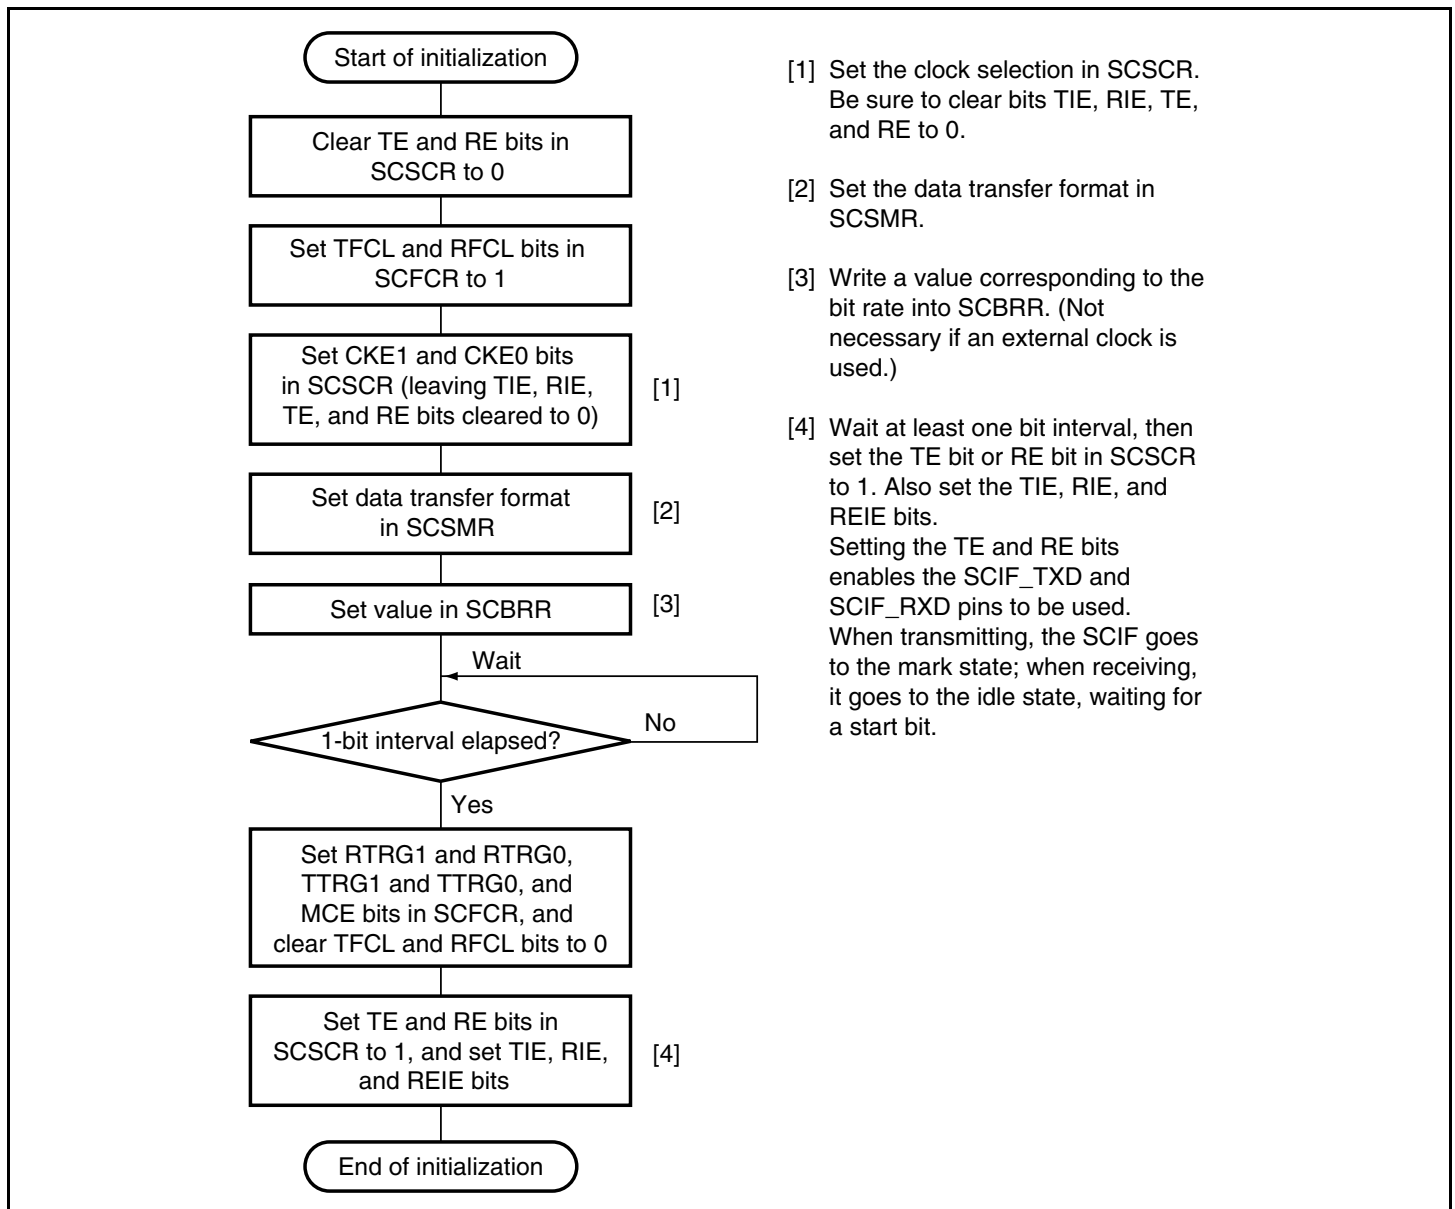 Start of initialization
Clear TE and RE bits in
SCSCR to 0
Set TFCL and RFCL bits in
SCFCR to 1
Set CKE1 and CKE0 bits
in SCSCR (leaving TIE, RIE,
TE, and RE bits cleared to 0)
[1]
Set data transfer format
in SCSMR
[2]
Set value in SCBRR
[3]
Wait
1-bit interval elapsed?
No
Yes
Set RTRG1 and RTRG0,
TTRG1 and TTRG0, and
MCE bits in SCFCR, and
clear TFCL and RFCL bits to 0
Set TE and RE bits in
SCSCR to 1, and set TIE, RIE,
and REIE bits
[4]
End of initialization
[1] Set the clock selection in SCSCR.
Be sure to clear bits TIE, RIE, TE,
and RE to 0.
[2] Set the data transfer format in
SCSMR.
[3] Write a value corresponding to the
bit rate into SCBRR. (Not
necessary if an external clock is
used.)
[4] Wait at least one bit interval, then
set the TE bit or RE bit in SCSCR
to 1. Also set the TIE, RIE, and
REIE bits.
Setting the TE and RE bits
enables the SCIF_TXD and
SCIF_RXD pins to be used.
When transmitting, the SCIF goes
to the mark state; when receiving,
it goes to the idle state, waiting for
a start bit.